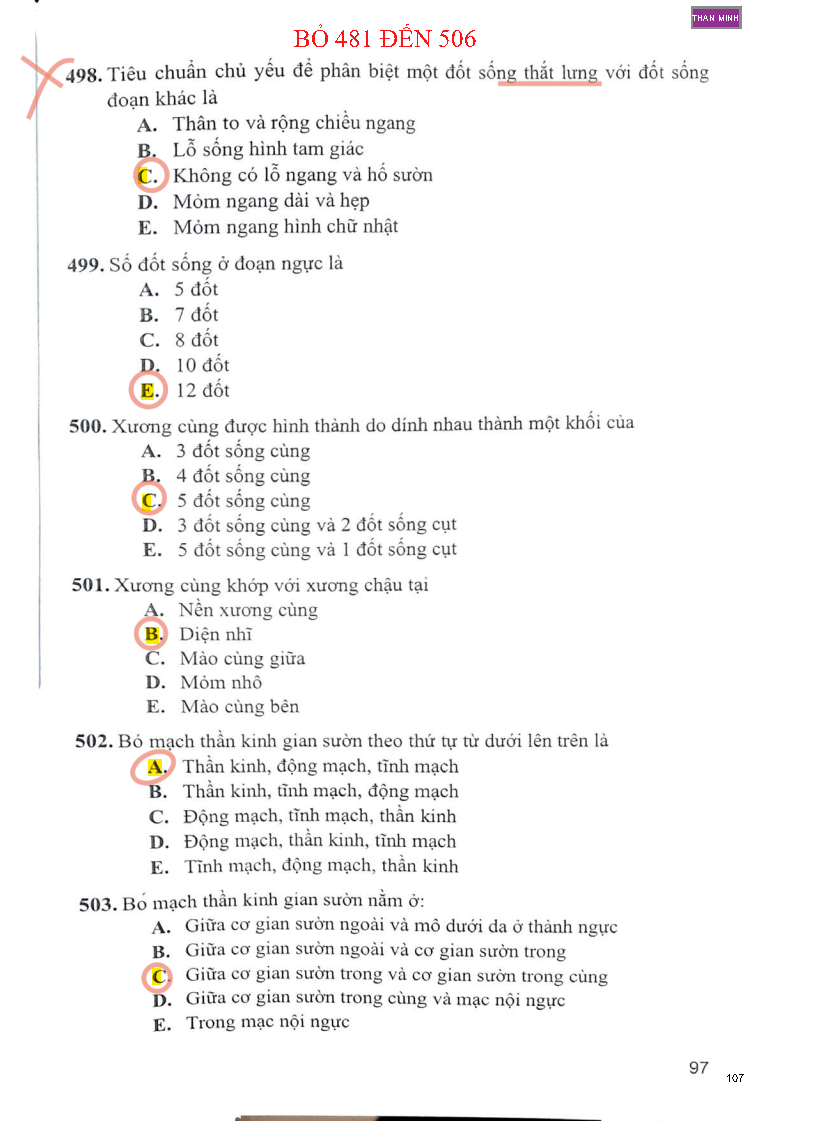 THAN MINH
BỎ 481 ĐẾN 506
498. Tiêu chuẩn chủ yếu để phân biệt một đốt sống thắt lưng với đốt sống
đoạn khác là
A. Thân to và rộng chiều ngang
B. Lỗ sống hình tam giác
C. Không có lỗ ngang và hố sườn
D. Mỏm ngang dài và hẹp
E. Mỏm ngang hình chữ nhật
499. Số đốt sống ở đoạn ngực là
A. 5 đốt
B. 7 đốt
C. 8 đốt
D. 10 đốt
E. 12 đốt
500. Xương cùng được hình thành do dính nhau thành một khối của
A. 3 đốt sống cùng
B. 4 đốt sống cùng
C. 5 đốt sống cùng
D. 3 đốt sống cùng và 2 đốt sống cụt
E. 5 đốt sống cùng và 1 đốt sống cụt
501. Xương cùng khớp với xương chậu tại
A. Nền xương cùng
B. Diện nhĩ
C. Mào cùng giữa
D. Mỏm nhô
E. Mào cùng bên
502. Bó mạch thần kinh gian sườn theo thứ tự từ dưới lên trên là
A. Thần kinh, động mạch, tĩnh mạch
B. Thần kinh, tĩnh mạch, động mạch
C. Động mạch, tĩnh mạch, thần kinh
D. Động mạch, thần kinh, tĩnh mạch
E. Tĩnh mạch, động mạch, thần kinh
503. Bó mạch thần kinh gian sườn nằm ở:
A. Giữa cơ gian sườn ngoài và mô dưới da ở thành ngực
B. Giữa cơ gian sườn ngoài và cơ gian sườn trong
C. Giữa cơ gian sườn trong và cơ gian sườn trong cùng
D. Giữa cơ gian sườn trong cùng và mạc nội ngực
E. Trong mạc nội ngực
97
107